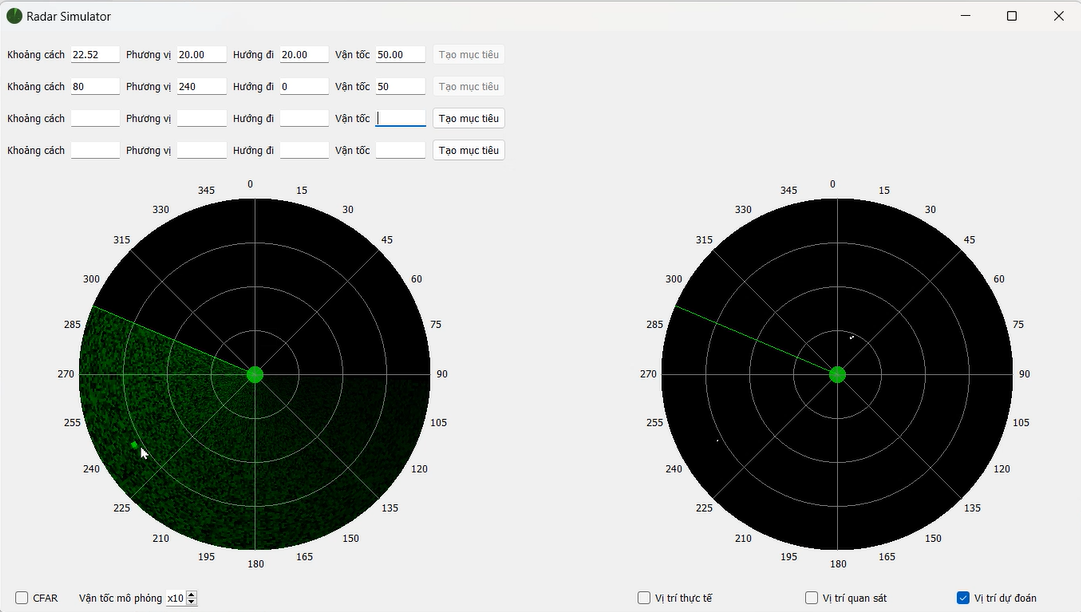 Radar Simulator
Khoảng cách 22.52 Phương vị 20.00 Hướng đi 20.00 Vận tốc 50.00 Tạo mục tiêu
Khoảng cách 80 Phương vị 240 Hướng đi 0 Vận tốc 50 Tạo mục tiêu
Khoảng cách Phương vị Hướng đi Vận tốc Tạo mục tiêu
Khoảng cách Phương vị Hướng đi Vận tốc Tạo mục tiêu
345 0 15 345 0 15
330 30 330 30
315 45 315 45
300 60 300 60
285 75 285 75
270 90 270 90
255 105 255 105
240 120 240 120
225 135 225 135
210 150 210 150
195 180 165 195 180 165
CFAR Vận tốc mô phỏng x10 Vị trí thực tế Vị trí quan sát Vị trí dự đoán